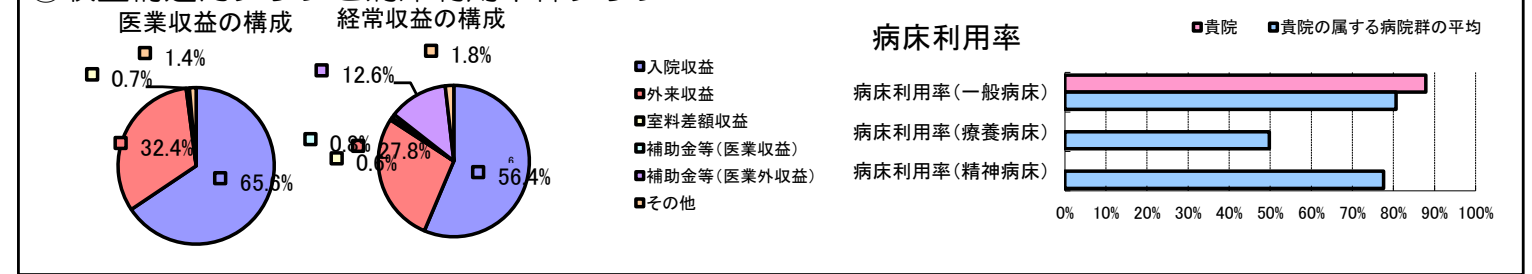 医業収益の構成
1.4%
0.7%
32.4%
65.6%
経常収益の構成
1.8%
12.6%
0.8%
0.6%
27.8%
56.4%
入院収益
外来収益
室料差額収益
補助金等(医業収益)
補助金等(医業外収益)
その他
病床利用率
貴院 貴院の属する病院群の平均
病床利用率(一般病床)
病床利用率(療養病床)
病床利用率(精神病床)
0% 10% 20% 30% 40% 50% 60% 70% 80% 90% 100%